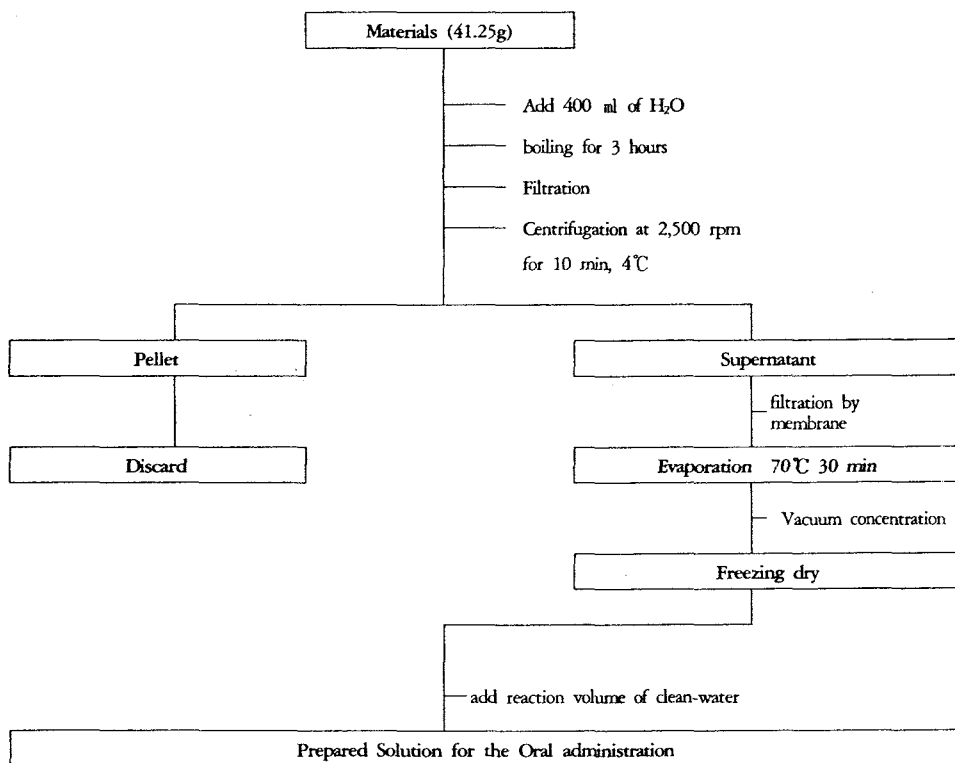 Materials (41.25g)
Add 400 ㎖ of H₂O
boiling for 3 hours
Filtration
Centrifugation at 2,500 rpm
for 10 min, 4℃
Pellet
Supernatant
filtration by
membrane
Discard
Evaporation 70℃ 30 min
Vacuum concentration
Freezing dry
add reaction volume of clean-water
Prepared Solution for the Oral administration